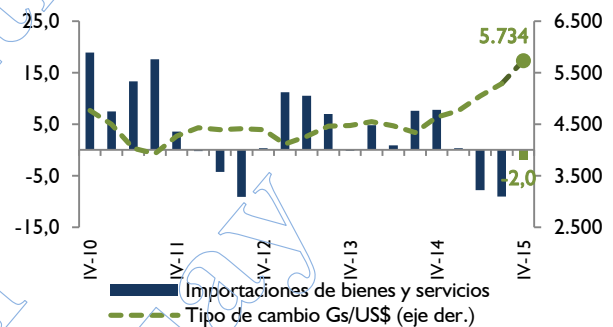 25,0
15,0
5,0
-5,0
-15,0
6.500
5.500
4.500
3.500
2.500
5.734
-2,0
IV-10
IV-11
IV-12
IV-13
IV-14
IV-15
Importaciones de bienes y servicios
Tipo de cambio Gs/US$ (eje der.)